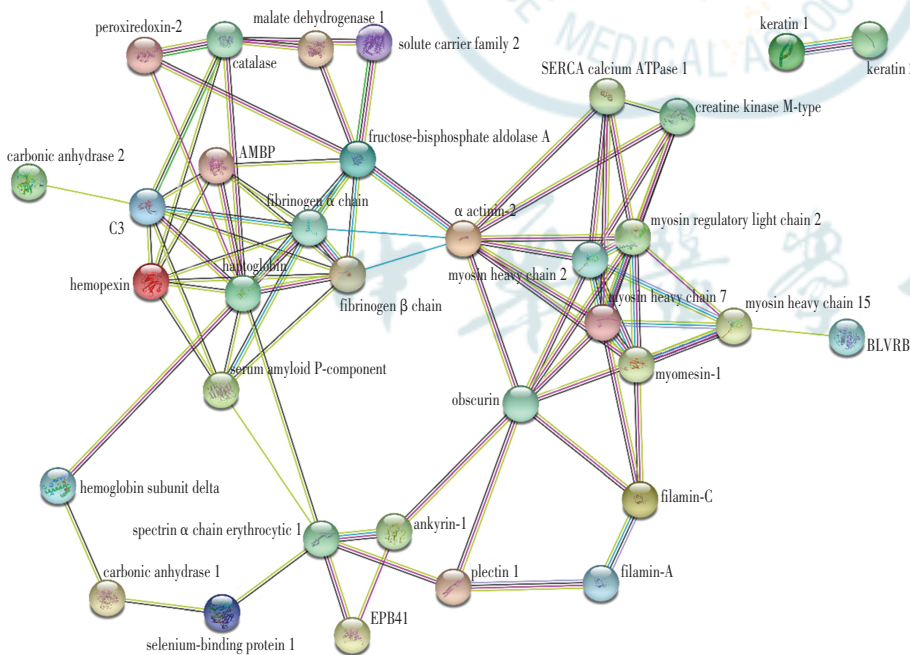 malate dehydrogenase 1
peroxiredoxin-2
keratin 1
solute carrier family 2
catalase
keratin
SERCA calcium ATPase 1
MEDICAL
creatine kinase M-type
fructose-bisphosphate aldolase A
AMBP
carbonic anhydrase 2
fibrinogen α chain
α actinin-2
C3
myosin regulatory light chain 2
haptoglobin
myosin heavy chain 2
hemopexin
myosin heavy chain 7
myosin heavy chain 15
fibrinogen β chain
BLVRB
serum amyloid P-component
myomesin-1
obscurin
hemoglobin subunit delta
filamin-C
ankyrin-1
spectrin α chain erythrocytic 1
carbonic anhydrase 1
plectin 1
filamin-A
EPB41
selenium-binding protein 1